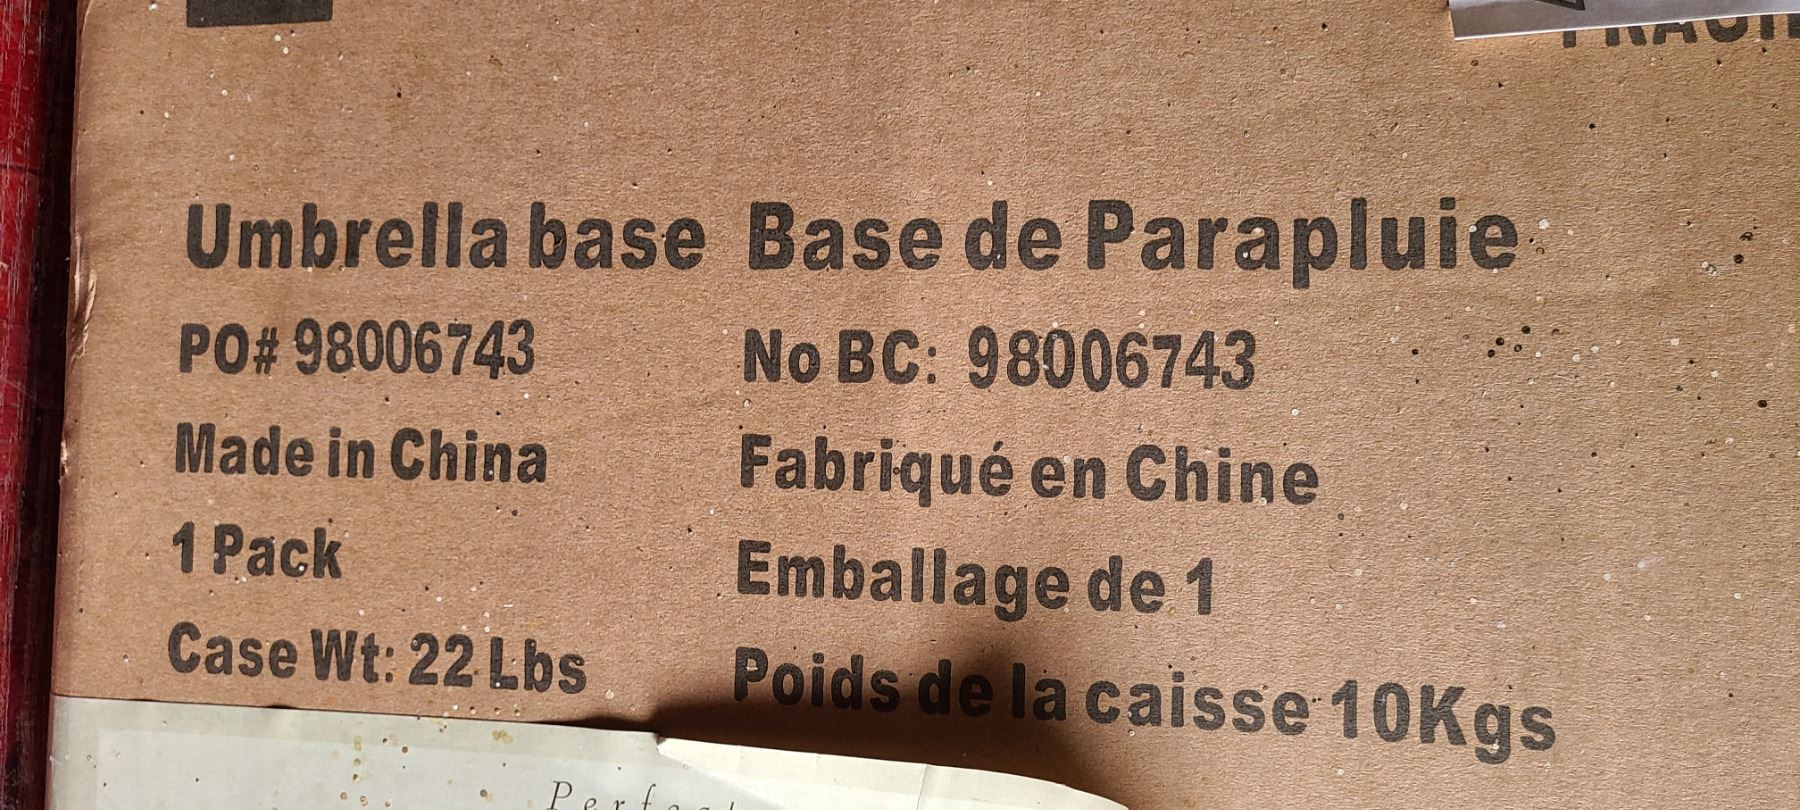 Umbrella base Base de Parapluie
PO# 98006743 No BC: 98006743
Made in China Fabriqué en Chine
1 Pack Emballage de 1
Case Wt: 22 Lbs Poids de la caisse 10Kgs